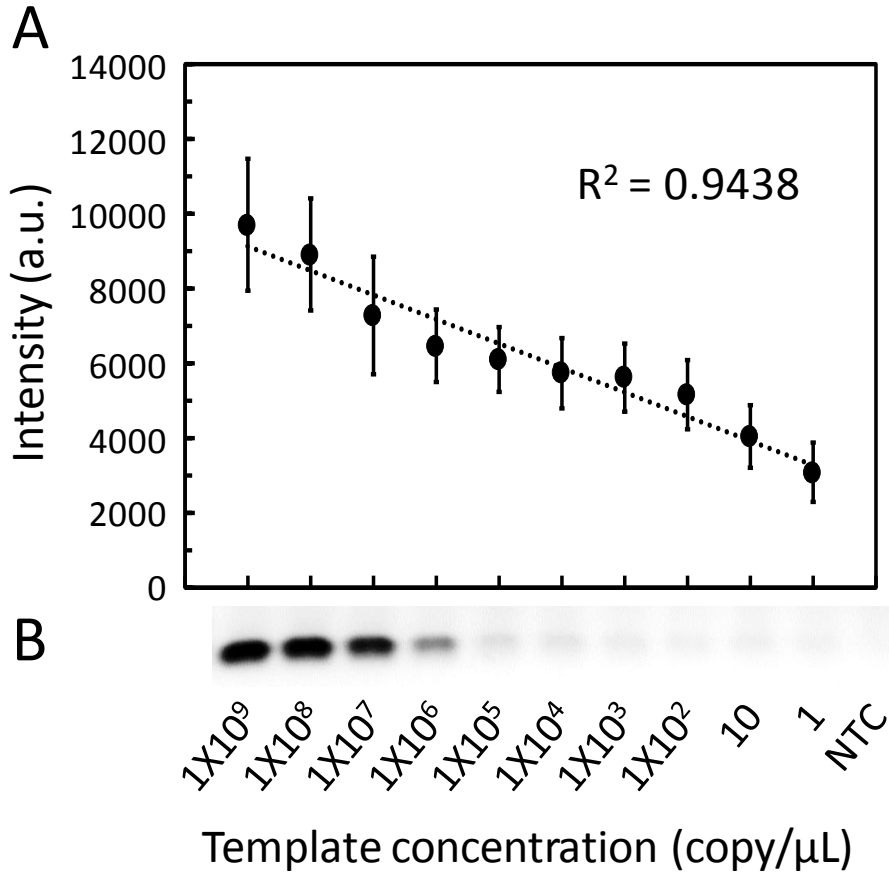 A
14000
12000
10000
8000
6000
4000
2000
0
Intensity (a.u.)
R² = 0.9438
B
1X10⁹
1X10⁸
1X10⁷
1X10⁶
1X10⁵
1X10⁴
1X10³
1X10²
10
1
NTC
Template concentration (copy/µL)